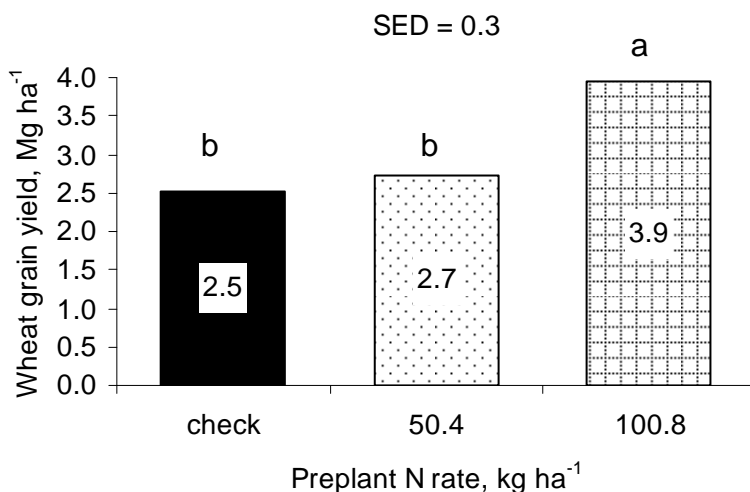 SED = 0.3
a
b
b
Wheat grain yield, Mg ha⁻¹
4.0
3.5
3.0
2.5
2.0
1.5
1.0
0.5
0.0
2.5
2.7
3.9
check
50.4
100.8
Preplant N rate, kg ha⁻¹